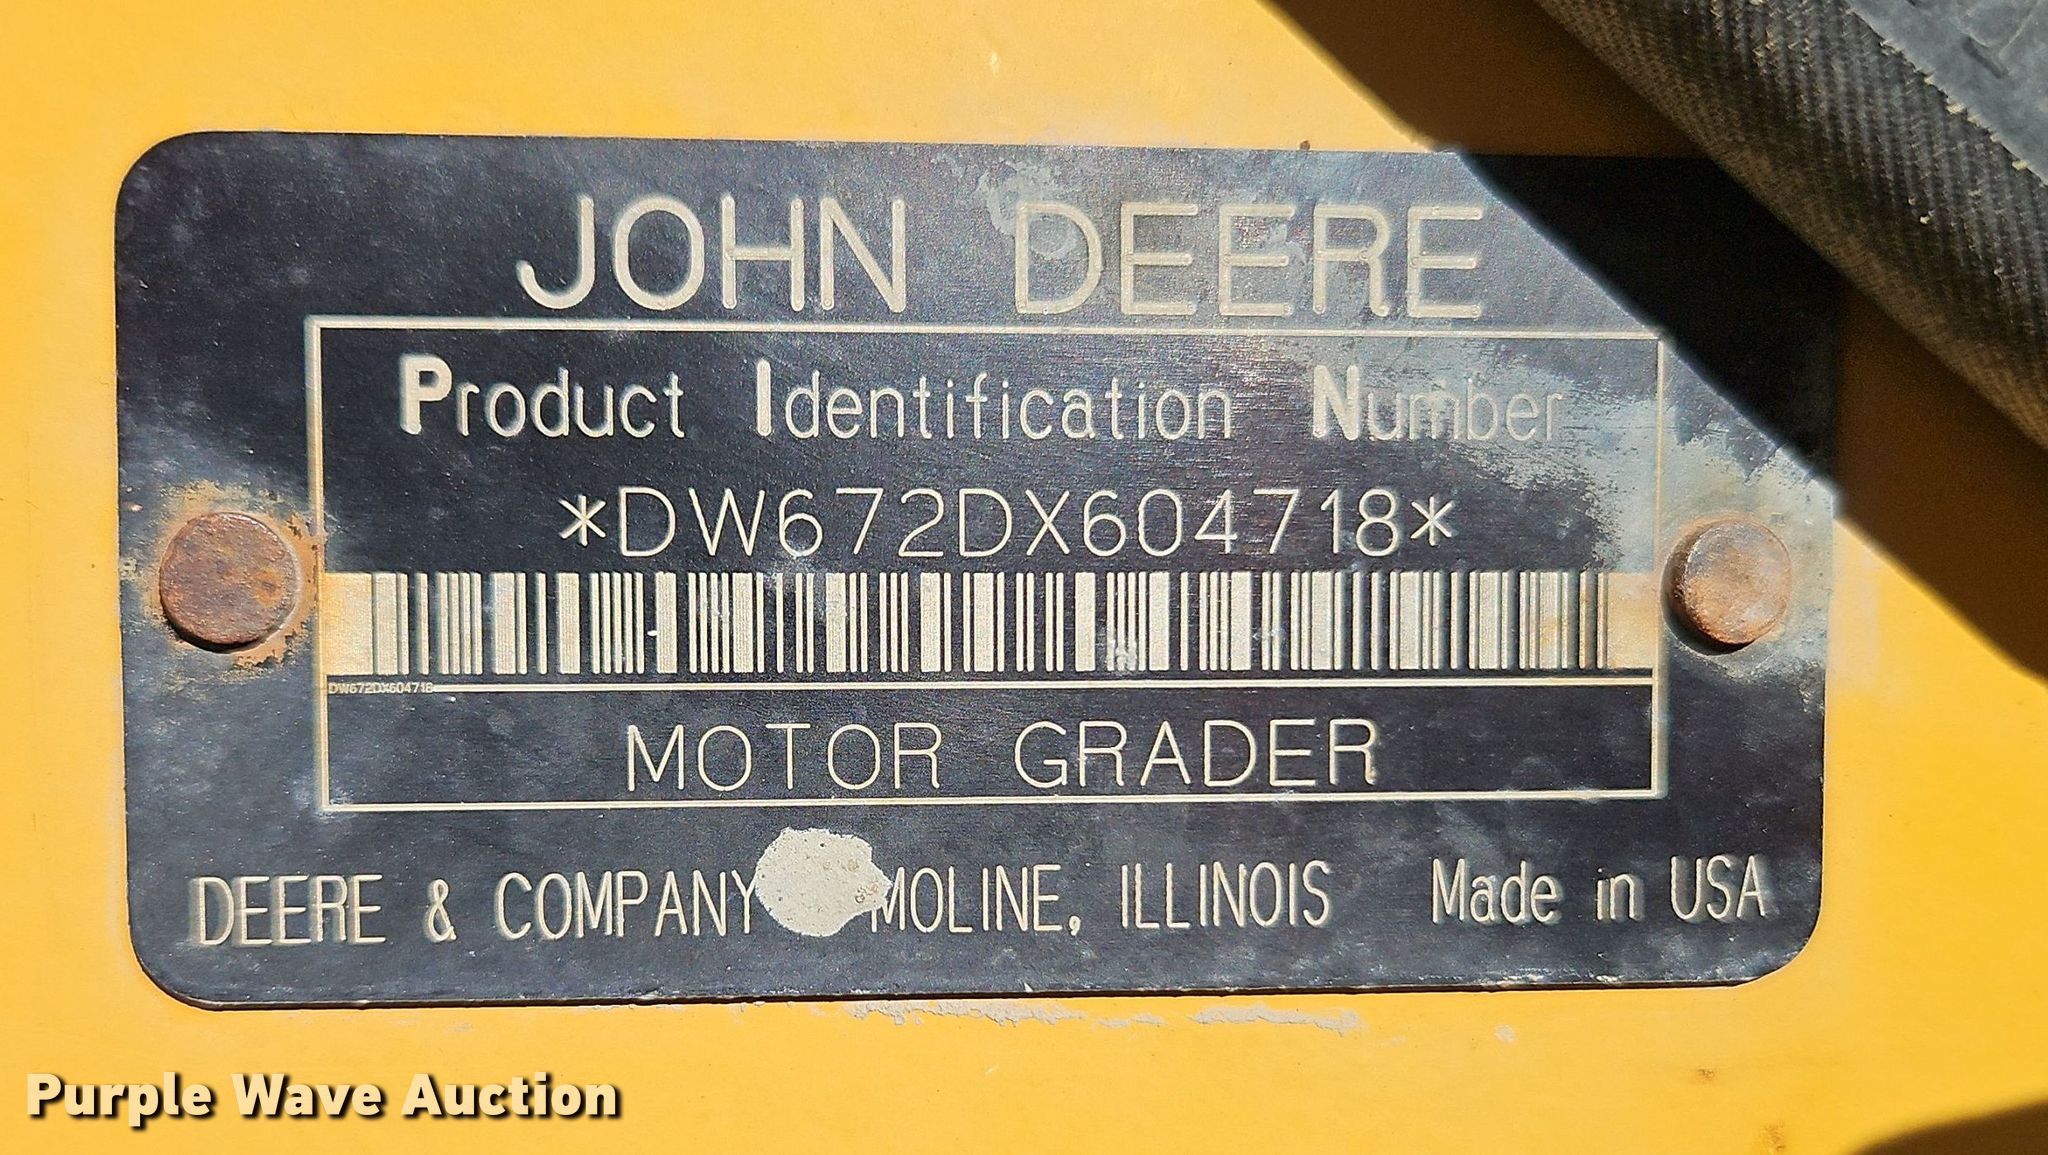 JOHN DEERE
Product Identification Number
*DW672DX604718*
DW672DX604718
MOTOR GRADER
DEERE & COMPANY MOLINE, ILLINOIS Made in USA
Purple Wave Auction